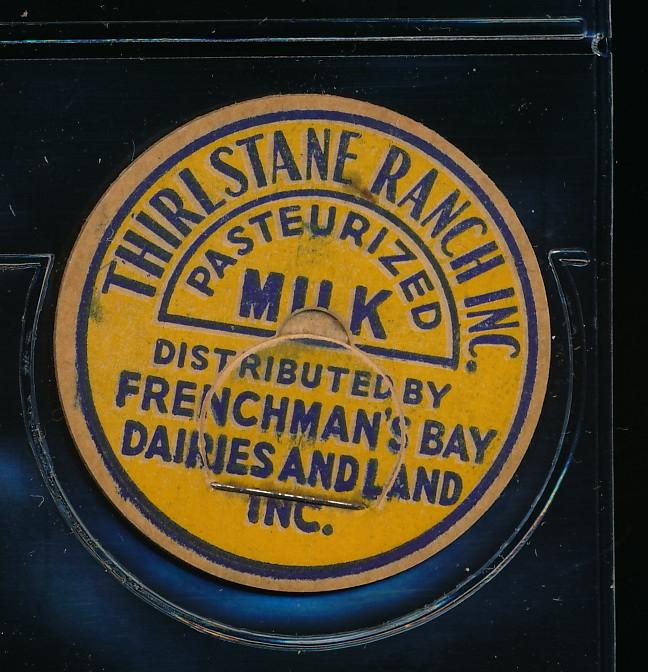 THIRLSTANE RANCH INC.
PASTEURIZED
MILK
DISTRIBUTED BY
FRENCHMAN'S BAY
DAIRIES AND LAND
INC.